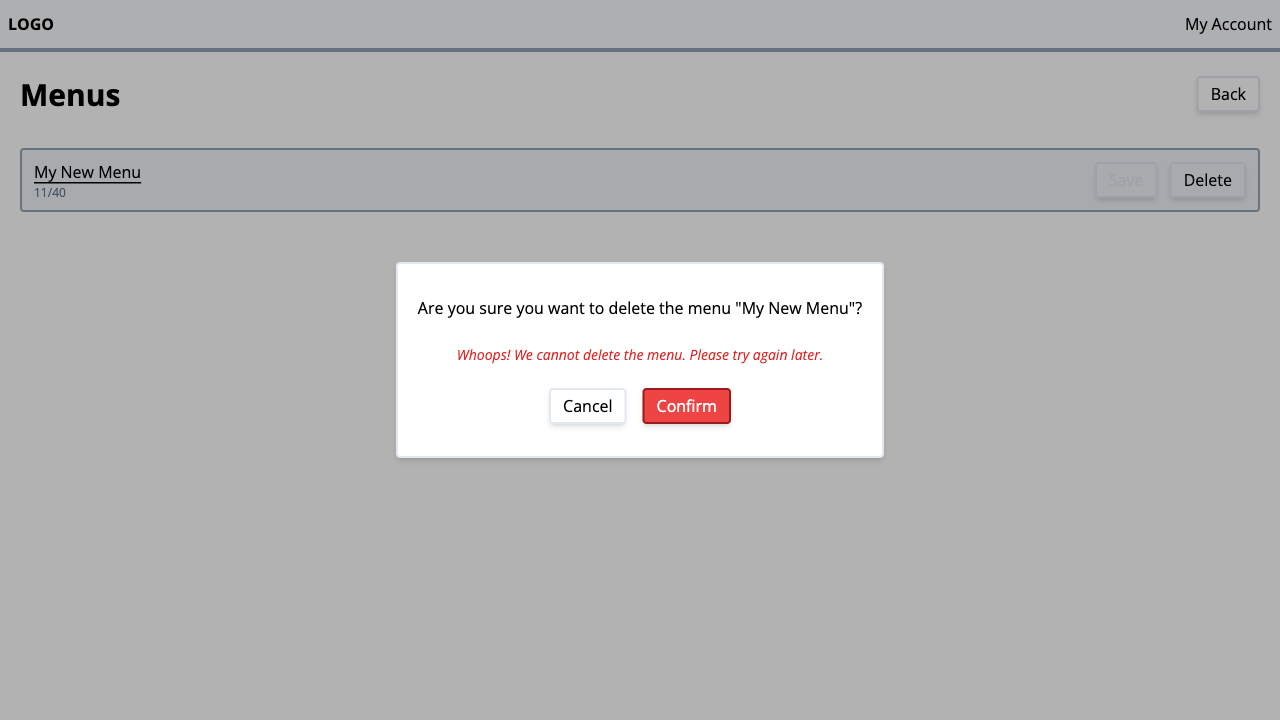 LOGO
My Account
Menus
Back
My New Menu
11/40
Save
Delete
Are you sure you want to delete the menu "My New Menu"?
Whoops! We cannot delete the menu. Please try again later.
Cancel
Confirm